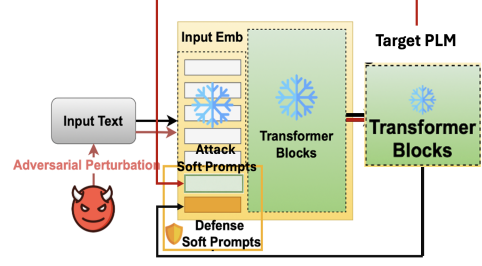 Input Emb
Target PLM
Input Text
Transformer
Blocks
Transformer
Blocks
Attack
Soft Prompts
Adversarial Perturbation
Defense
Soft Prompts